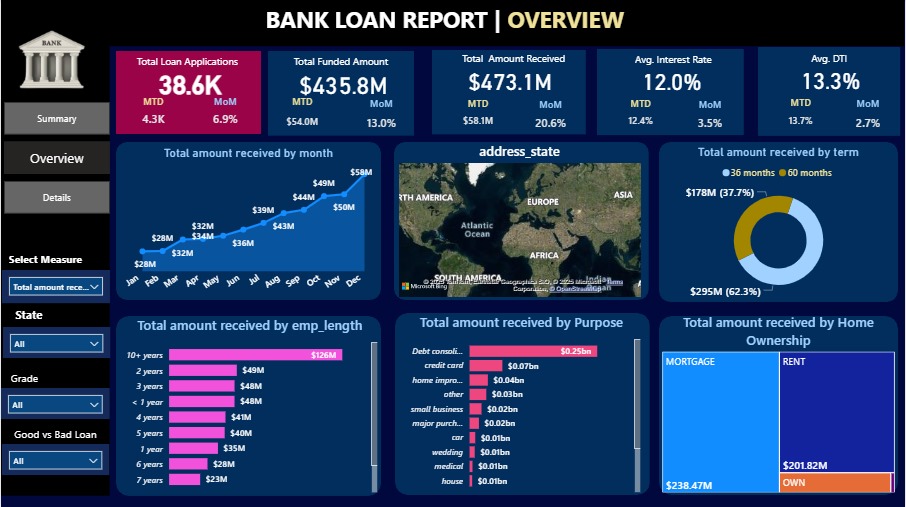 BANK LOAN REPORT | OVERVIEW
BANK
Total Loan Applications
38.6K
MTD MoM
4.3K 6.9%
Total Funded Amount
$435.8M
MTD MoM
$54.0M 13.0%
Total Amount Received
$473.1M
MTD MoM
$58.1M 20.6%
Avg. Interest Rate
12.0%
MTD MoM
12.4% 3.5%
Avg. DTI
13.3%
MTD MoM
13.7% 2.7%
Summary
Overview
Details
Select Measure
Total amount rece...
State
All
Grade
All
Good vs Bad Loan
All
Total amount received by month
$28M
$28M
$32M
$32M
$34M
$36M
$39M
$43M
$44M
$49M
$50M
$58M
Jan Feb Mar Apr May Jun Jul Aug Sep Oct Nov Dec
address_state
RTH AMERICA
EUROPE
ASIA
Atlantic
Ocean
AFRICA
SOUTH AMERICA
Indian
Microsoft Bing
© OpenStreetMap
Total amount received by term
36 months 60 months
$178M (37.7%)
$295M (62.3%)
Total amount received by emp_length
10+ years $126M
2 years $49M
3 years $48M
< 1 year $48M
4 years $41M
5 years $40M
1 year $35M
6 years $28M
7 years $23M
Total amount received by Purpose
Debt consoli... $0.25bn
credit card $0.07bn
home impro... $0.04bn
other $0.03bn
small business $0.02bn
major purch... $0.02bn
car $0.01bn
wedding $0.01bn
medical $0.01bn
house $0.01bn
Total amount received by Home
Ownership
MORTGAGE
$238.47M
RENT
$201.82M
OWN